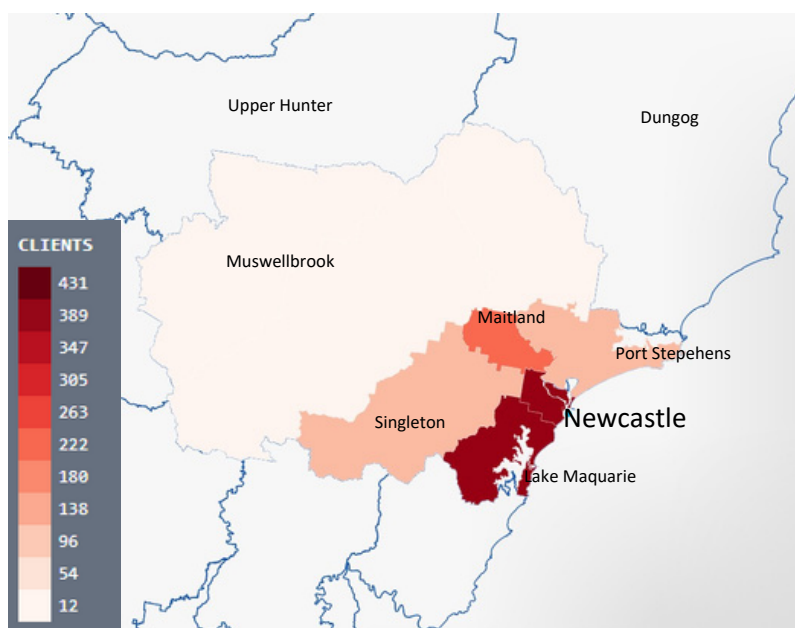 Upper Hunter
Dungog
CLIENTS
431
389
347
305
263
222
180
138
96
54
12
Muswellbrook
Maitland
Port Stepehens
Singleton
Newcastle
Lake Maquarie